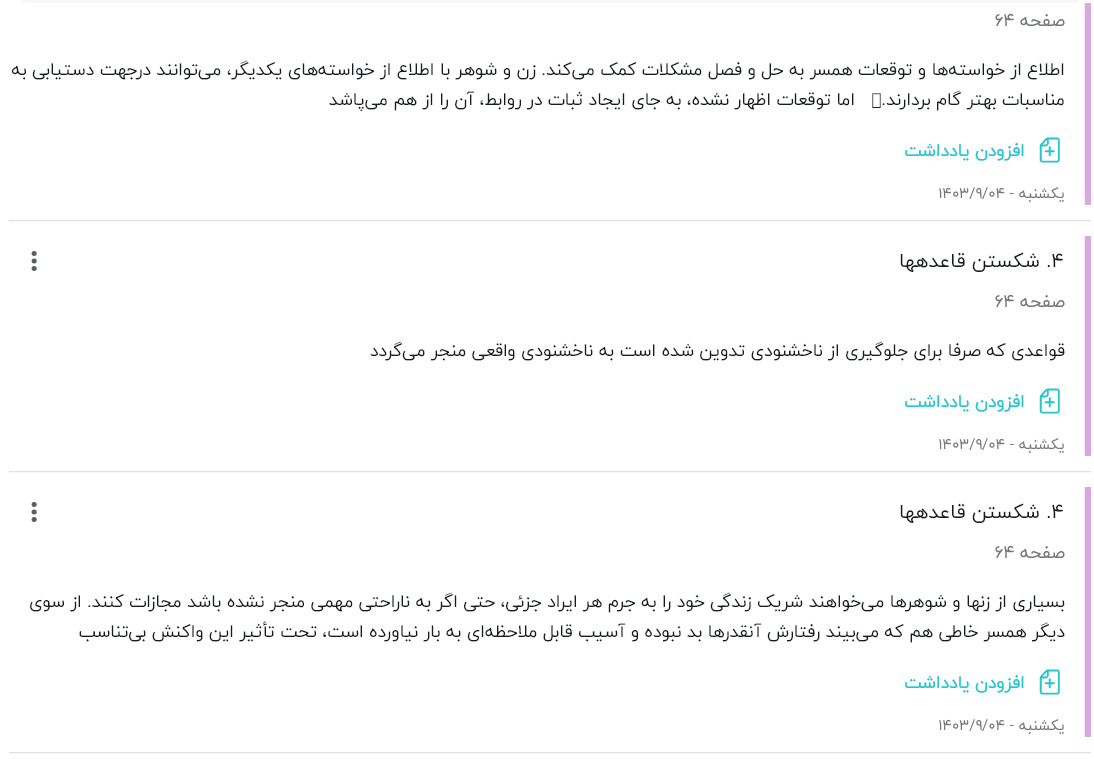 صفحه ۶۴
اطلاع از خواسته‌ها و توقعات همسر به حل و فصل مشکلات کمک می‌کند. زن و شوهر با اطلاع از خواسته‌های یکدیگر، می‌توانند درجهت دستیابی به
مناسبات بهتر گام بردارند.▯ اما توقعات اظهار نشده، به جای ایجاد ثبات در روابط، آن را از هم می‌پاشد
افزودن یادداشت
یکشنبه - ۱۴۰۳/۹/۰۴
۴. شکستن قاعدهها
صفحه ۶۴
قواعدی که صرفا برای جلوگیری از ناخشنودی تدوین شده است به ناخشنودی واقعی منجر می‌گردد
افزودن یادداشت
یکشنبه - ۱۴۰۳/۹/۰۴
۴. شکستن قاعدهها
صفحه ۶۴
بسیاری از زنها و شوهرها می‌خواهند شریک زندگی خود را به جرم هر ایراد جزئی، حتی اگر به ناراحتی مهمی منجر نشده باشد مجازات کنند. از سوی
دیگر همسر خاطی هم که می‌بیند رفتارش آنقدرها بد نبوده و آسیب قابل ملاحظه‌ای به بار نیاورده است، تحت تأثیر این واکنش بی‌تناسب
افزودن یادداشت
یکشنبه - ۱۴۰۳/۹/۰۴